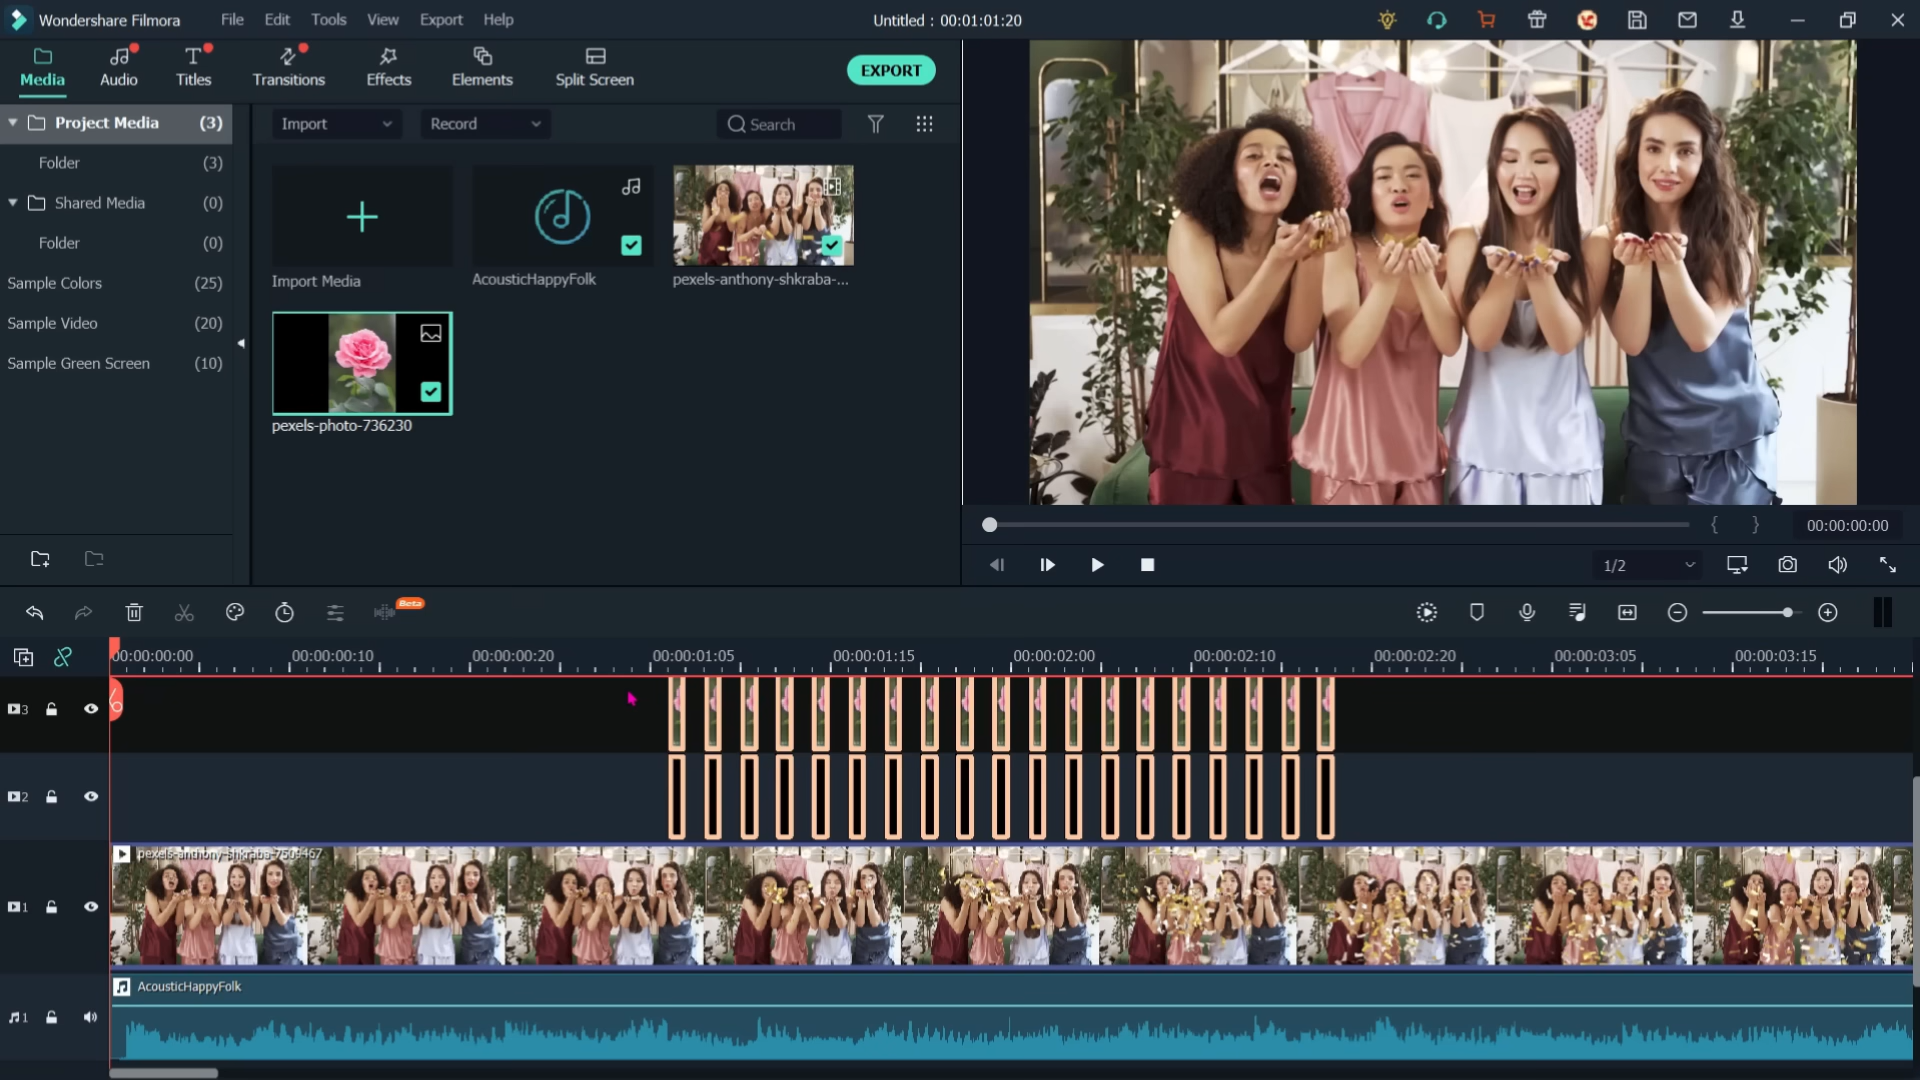 Wondershare Filmora File Edit Tools View Export Help Untitled : 00:01:01:20
Media Audio Titles Transitions Effects Elements Split Screen EXPORT
Project Media (3)
Folder (3)
Shared Media (0)
Folder (0)
Sample Colors (25)
Sample Video (20)
Sample Green Screen (10)
Import Record Search
Import Media AcousticHappyFolk pexels-anthony-shkraba-...
pexels-photo-736230
{ } 00:00:00:00
1/2
Beta
00:00:00:00 00:00:00:10 00:00:00:20 00:00:01:05 00:00:01:15 00:00:02:00 00:00:02:10 00:00:02:20 00:00:03:05 00:00:03:15
3
2
pexels-anthony-shkraba-7509467
1
AcousticHappyFolk
1